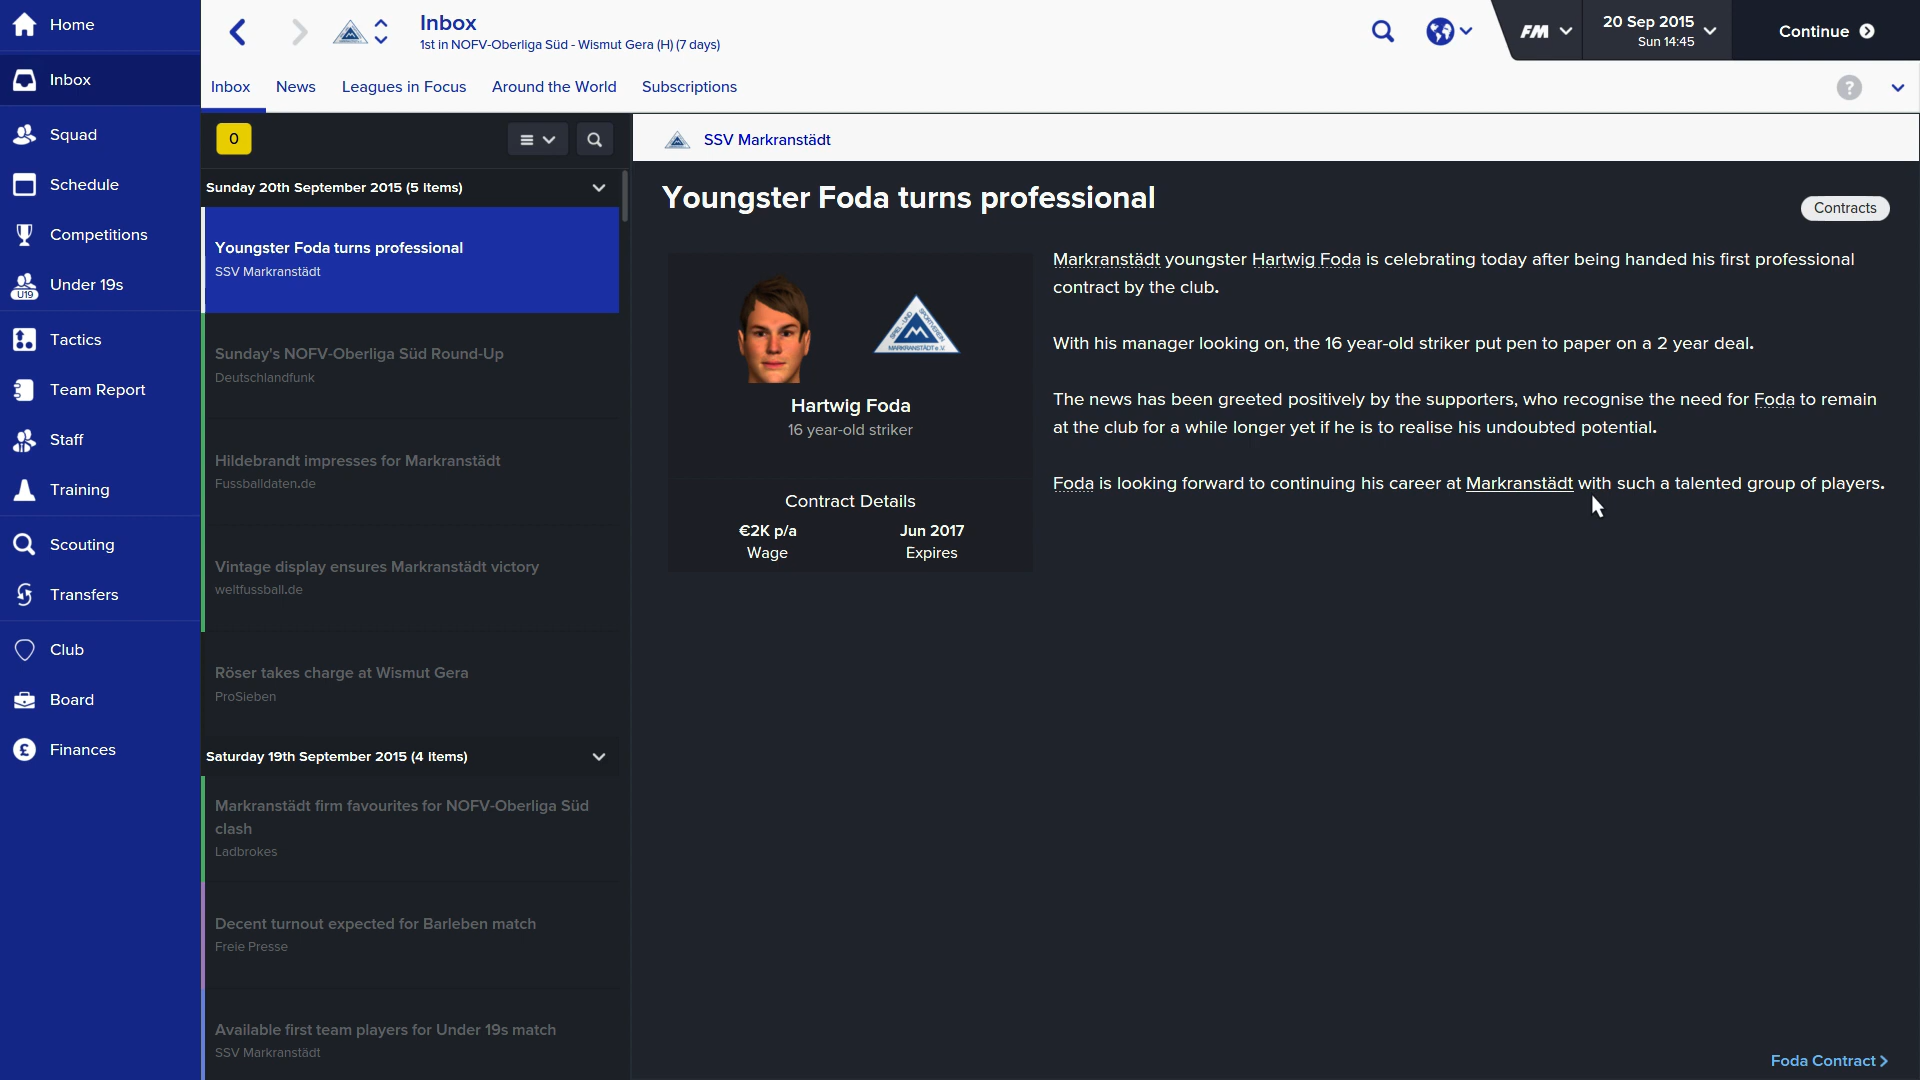 Home
Inbox
Squad
Schedule
Competitions
U19
Under 19s
Tactics
Team Report
Staff
Training
Scouting
Transfers
Club
Board
£
Finances
Inbox
1st in NOFV-Oberliga Süd - Wismut Gera (H) (7 days)
FM
20 Sep 2015
Sun 14:45
Continue
Inbox
News
Leagues in Focus
Around the World
Subscriptions
?
0
Sunday 20th September 2015 (5 Items)
Youngster Foda turns professional
SSV Markranstädt
Sunday's NOFV-Oberliga Süd Round-Up
Deutschlandfunk
Hildebrandt impresses for Markranstädt
Fussballdaten.de
Vintage display ensures Markranstädt victory
weltfussball.de
Röser takes charge at Wismut Gera
ProSieben
Saturday 19th September 2015 (4 Items)
Markranstädt firm favourites for NOFV-Oberliga Süd
clash
Ladbrokes
Decent turnout expected for Barleben match
Freie Presse
Available first team players for Under 19s match
SSV Markranstädt
SSV Markranstädt
Youngster Foda turns professional
Contracts
SPIEL-UND SPORTVEREIN
MARKRANSTÄDT e.V.
Hartwig Foda
16 year-old striker
Contract Details
€2K p/a
Jun 2017
Wage
Expires
Markranstädt youngster Hartwig Foda is celebrating today after being handed his first professional
contract by the club.
With his manager looking on, the 16 year-old striker put pen to paper on a 2 year deal.
The news has been greeted positively by the supporters, who recognise the need for Foda to remain
at the club for a while longer yet if he is to realise his undoubted potential.
Foda is looking forward to continuing his career at Markranstädt with such a talented group of players.
Foda Contract